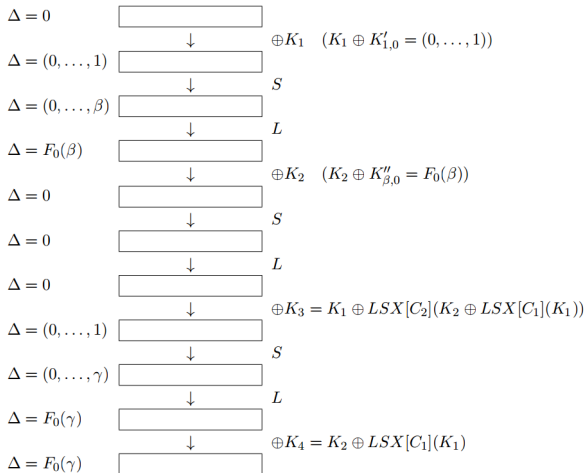 Δ = 0
↓ ⊕K₁ (K₁ ⊕ K′₁,₀ = (0, . . . , 1))
Δ = (0, . . . , 1)
↓ S
Δ = (0, . . . , β)
↓ L
Δ = F₀(β)
↓ ⊕K₂ (K₂ ⊕ K″β,₀ = F₀(β))
Δ = 0
↓ S
Δ = 0
↓ L
Δ = 0
↓ ⊕K₃ = K₁ ⊕ LSX[C₂](K₂ ⊕ LSX[C₁](K₁))
Δ = (0, . . . , 1)
↓ S
Δ = (0, . . . , γ)
↓ L
Δ = F₀(γ)
↓ ⊕K₄ = K₂ ⊕ LSX[C₁](K₁)
Δ = F₀(γ)